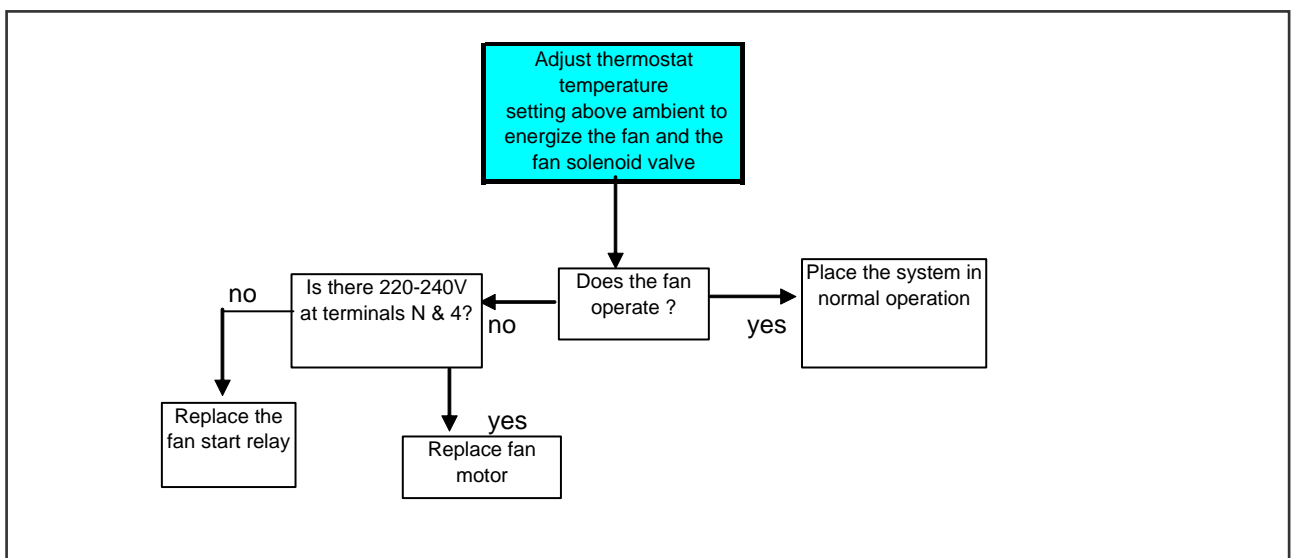 Adjust thermostat
temperature
setting above ambient to
energize the fan and the
fan solenoid valve
Does the fan
operate ?
Place the system in
normal operation
yes
no
Is there 220-240V
at terminals N & 4?
no
yes
Replace the
fan start relay
Replace fan
motor